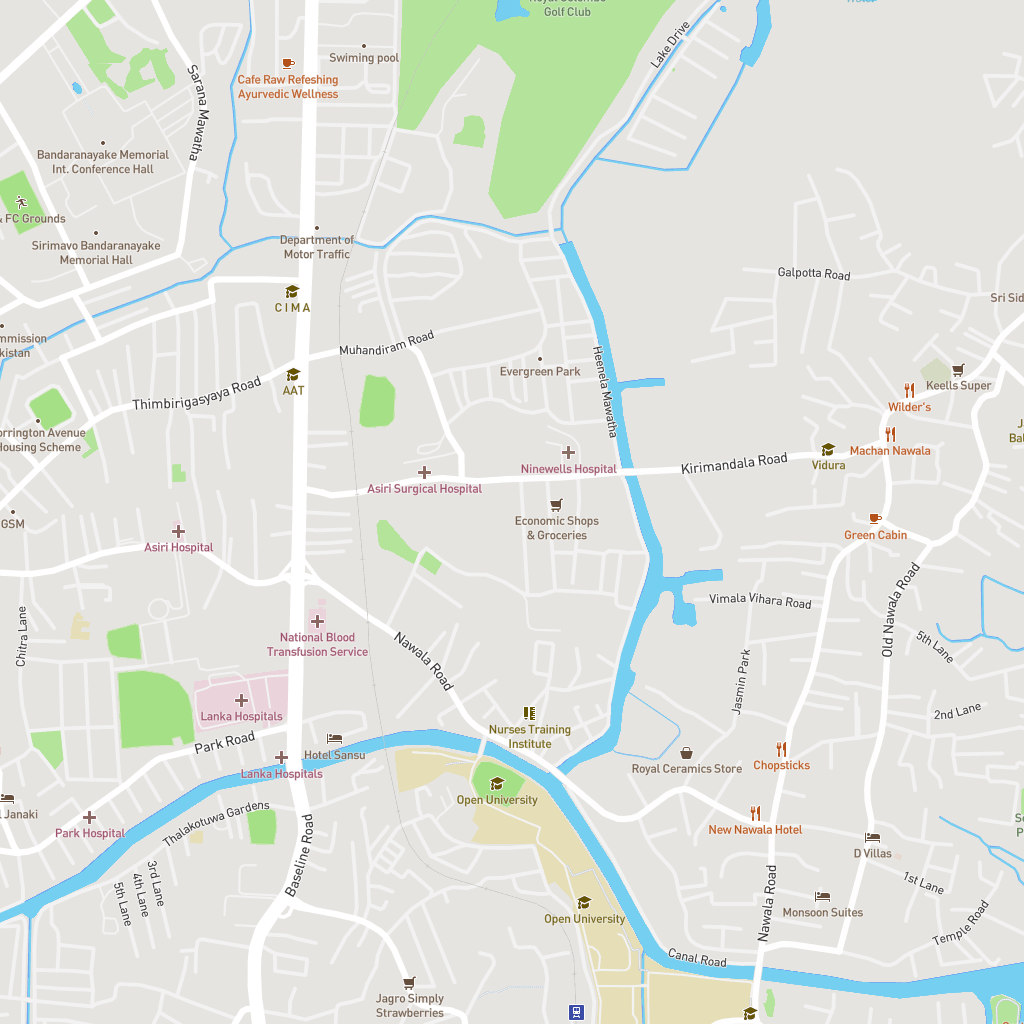 Royal Colombo
Golf Club
Lake Drive
Swiming pool
Cafe Raw Refeshing
Ayurvedic Wellness
Sarana Mawatha
Bandaranayake Memorial
Int. Conference Hall
& FC Grounds
Sirimavo Bandaranayake
Memorial Hall
Department of
Motor Traffic
Galpotta Road
CIMA
Sri Sid
Muhandiram Road
Heenela Mawatha
Evergreen Park
AAT
Thimbirigasyaya Road
Keells Super
Wilder's
Housing Scheme
Machan Nawala
Kirimandala Road
Vidura
Ninewells Hospital
Asiri Surgical Hospital
Economic Shops
& Groceries
GSM
Asiri Hospital
Green Cabin
Chitra Lane
Vimala Vihara Road
Old Nawala Road
National Blood
Transfusion Service
Nawala Road
5th Lane
Jasmin Park
Lanka Hospitals
2nd Lane
Nurses Training
Institute
Park Road
Hotel Sansu
Lanka Hospitals
Royal Ceramics Store
Chopsticks
Open University
Janaki
Park Hospital
Thalakotuwa Gardens
New Nawala Hotel
D Villas
Baseline Road
3rd Lane
4th Lane
5th Lane
1st Lane
Nawala Road
Monsoon Suites
Open University
Temple Road
Canal Road
Jagro Simply
Strawberries